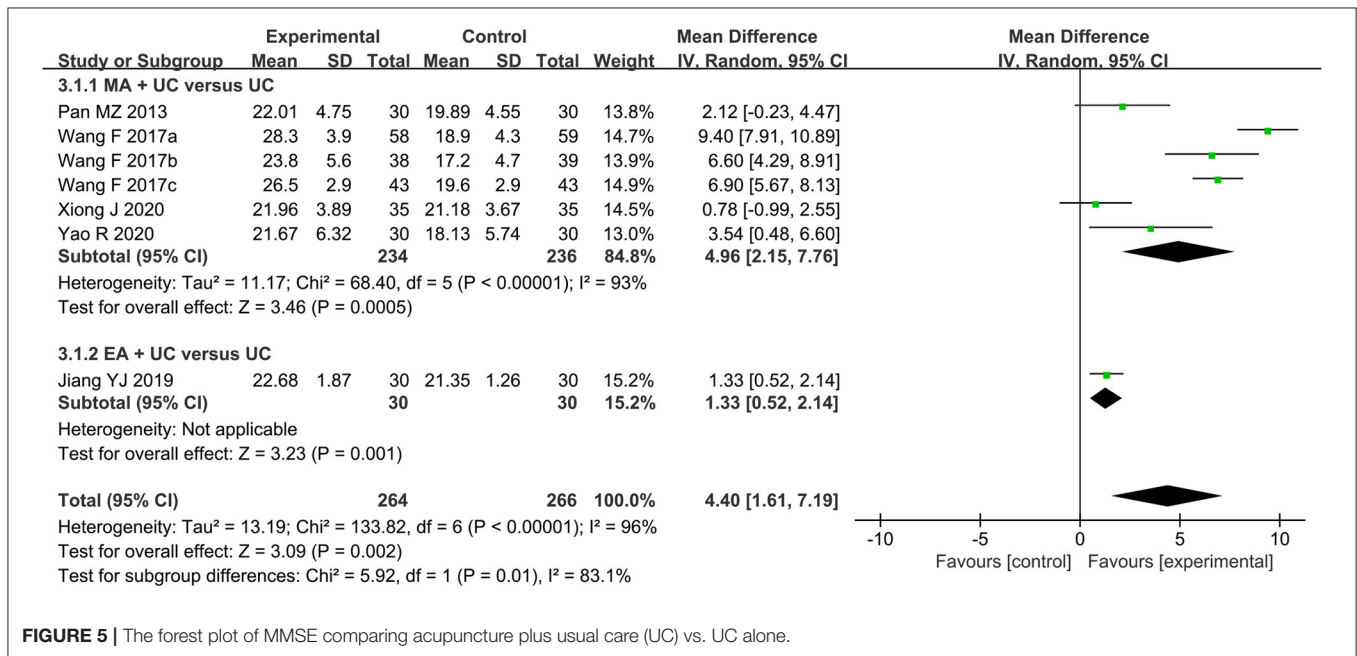 Experimental Control Mean Difference Mean Difference
Study or Subgroup Mean SD Total Mean SD Total Weight IV, Random, 95% CI IV, Random, 95% CI
3.1.1 MA + UC versus UC
Pan MZ 2013 22.01 4.75 30 19.89 4.55 30 13.8% 2.12 [-0.23, 4.47]
Wang F 2017a 28.3 3.9 58 18.9 4.3 59 14.7% 9.40 [7.91, 10.89]
Wang F 2017b 23.8 5.6 38 17.2 4.7 39 13.9% 6.60 [4.29, 8.91]
Wang F 2017c 26.5 2.9 43 19.6 2.9 43 14.9% 6.90 [5.67, 8.13]
Xiong J 2020 21.96 3.89 35 21.18 3.67 35 14.5% 0.78 [-0.99, 2.55]
Yao R 2020 21.67 6.32 30 18.13 5.74 30 13.0% 3.54 [0.48, 6.60]
Subtotal (95% CI) 234 236 84.8% 4.96 [2.15, 7.76]
Heterogeneity: Tau² = 11.17; Chi² = 68.40, df = 5 (P < 0.00001); I² = 93%
Test for overall effect: Z = 3.46 (P = 0.0005)
3.1.2 EA + UC versus UC
Jiang YJ 2019 22.68 1.87 30 21.35 1.26 30 15.2% 1.33 [0.52, 2.14]
Subtotal (95% CI) 30 30 15.2% 1.33 [0.52, 2.14]
Heterogeneity: Not applicable
Test for overall effect: Z = 3.23 (P = 0.001)
Total (95% CI) 264 266 100.0% 4.40 [1.61, 7.19]
Heterogeneity: Tau² = 13.19; Chi² = 133.82, df = 6 (P < 0.00001); I² = 96%
Test for overall effect: Z = 3.09 (P = 0.002)
Test for subgroup differences: Chi² = 5.92, df = 1 (P = 0.01), I² = 83.1%
-10 -5 0 5 10
Favours [control] Favours [experimental]
FIGURE 5 | The forest plot of MMSE comparing acupuncture plus usual care (UC) vs. UC alone.